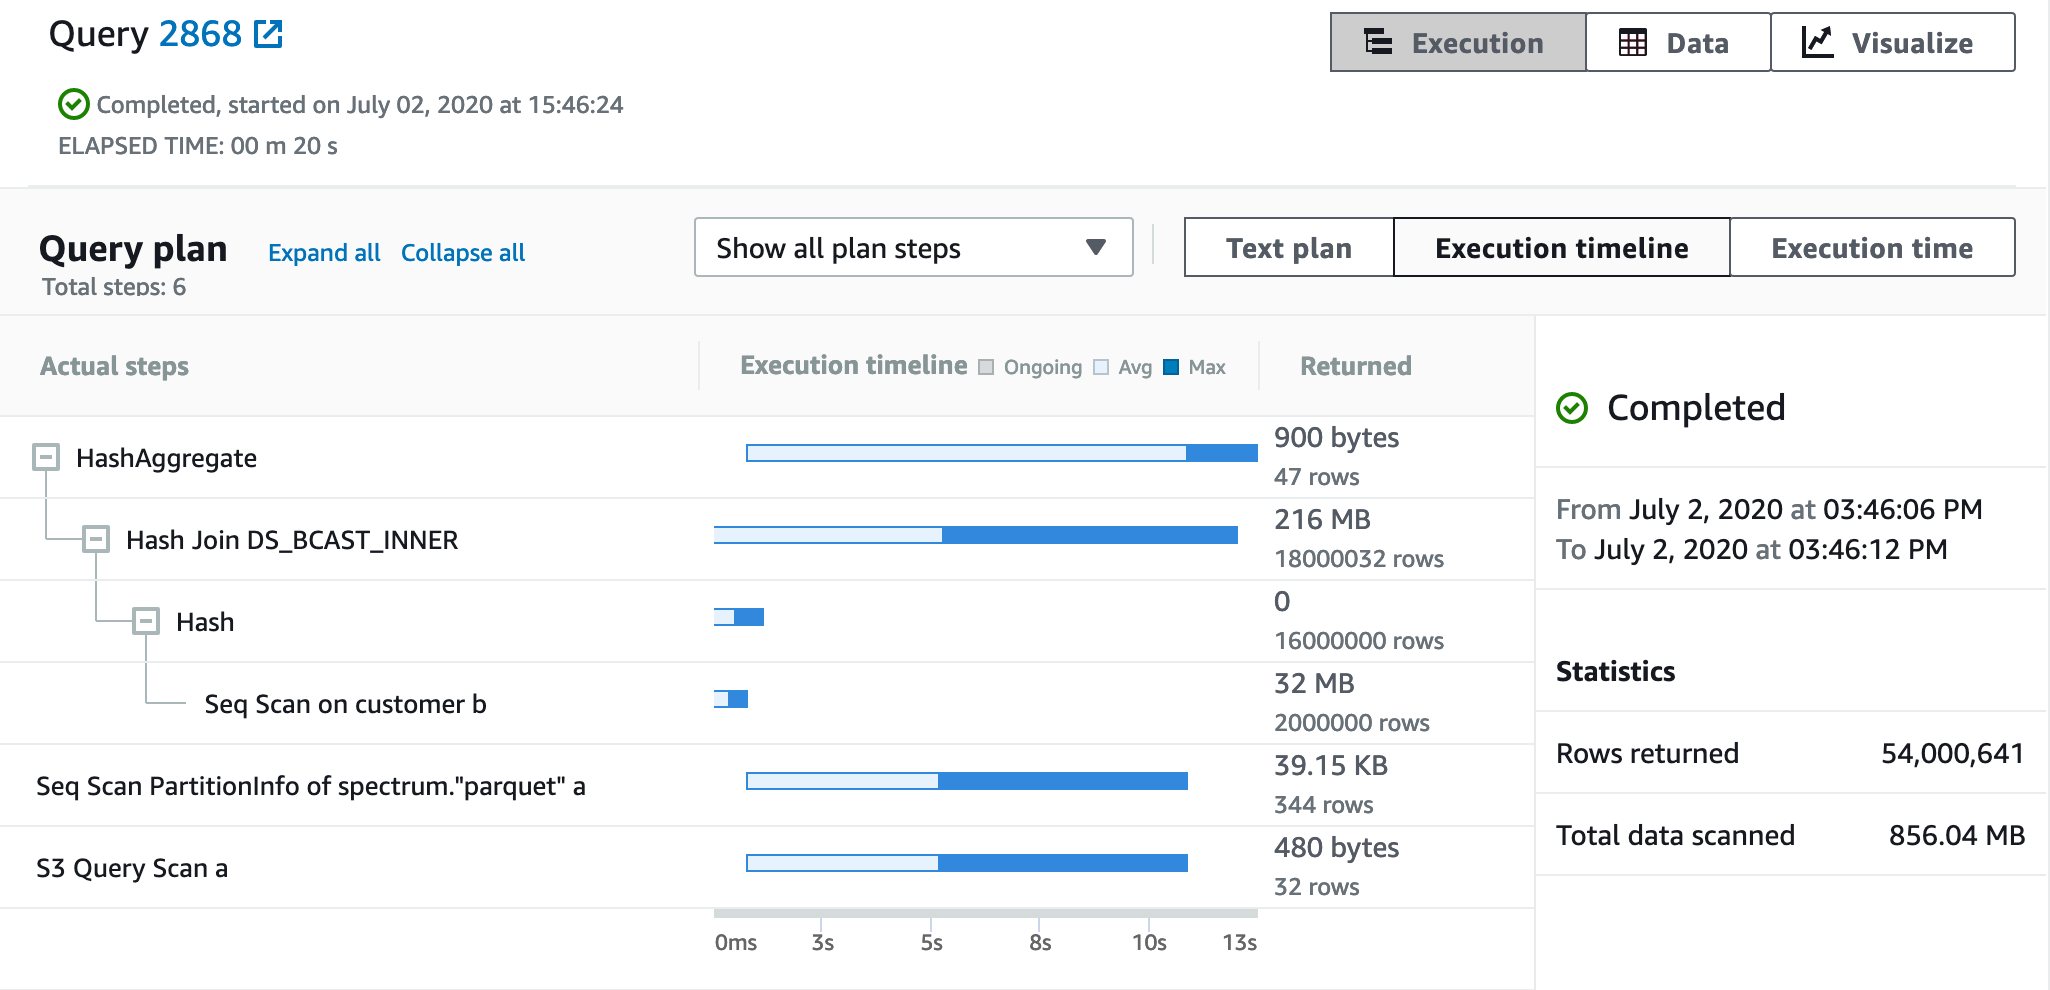 Query 2868
Execution
Data
Visualize
Completed, started on July 02, 2020 at 15:46:24
ELAPSED TIME: 00 m 20 s
Query plan
Expand all
Collapse all
Total steps: 6
Show all plan steps
Text plan
Execution timeline
Execution time
Actual steps
Execution timeline
Ongoing
Avg
Max
Returned
HashAggregate
900 bytes
47 rows
Hash Join DS_BCAST_INNER
216 MB
18000032 rows
Hash
0
16000000 rows
Seq Scan on customer b
32 MB
2000000 rows
Seq Scan PartitionInfo of spectrum."parquet" a
39.15 KB
344 rows
S3 Query Scan a
480 bytes
32 rows
0ms
3s
5s
8s
10s
13s
Completed
From July 2, 2020 at 03:46:06 PM
To July 2, 2020 at 03:46:12 PM
Statistics
Rows returned 54,000,641
Total data scanned 856.04 MB